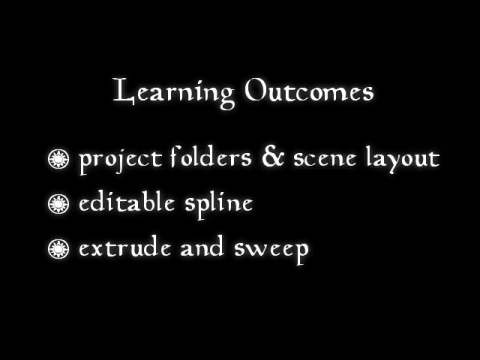 Learning Outcomes
project folders & scene layout
editable spline
extrude and sweep